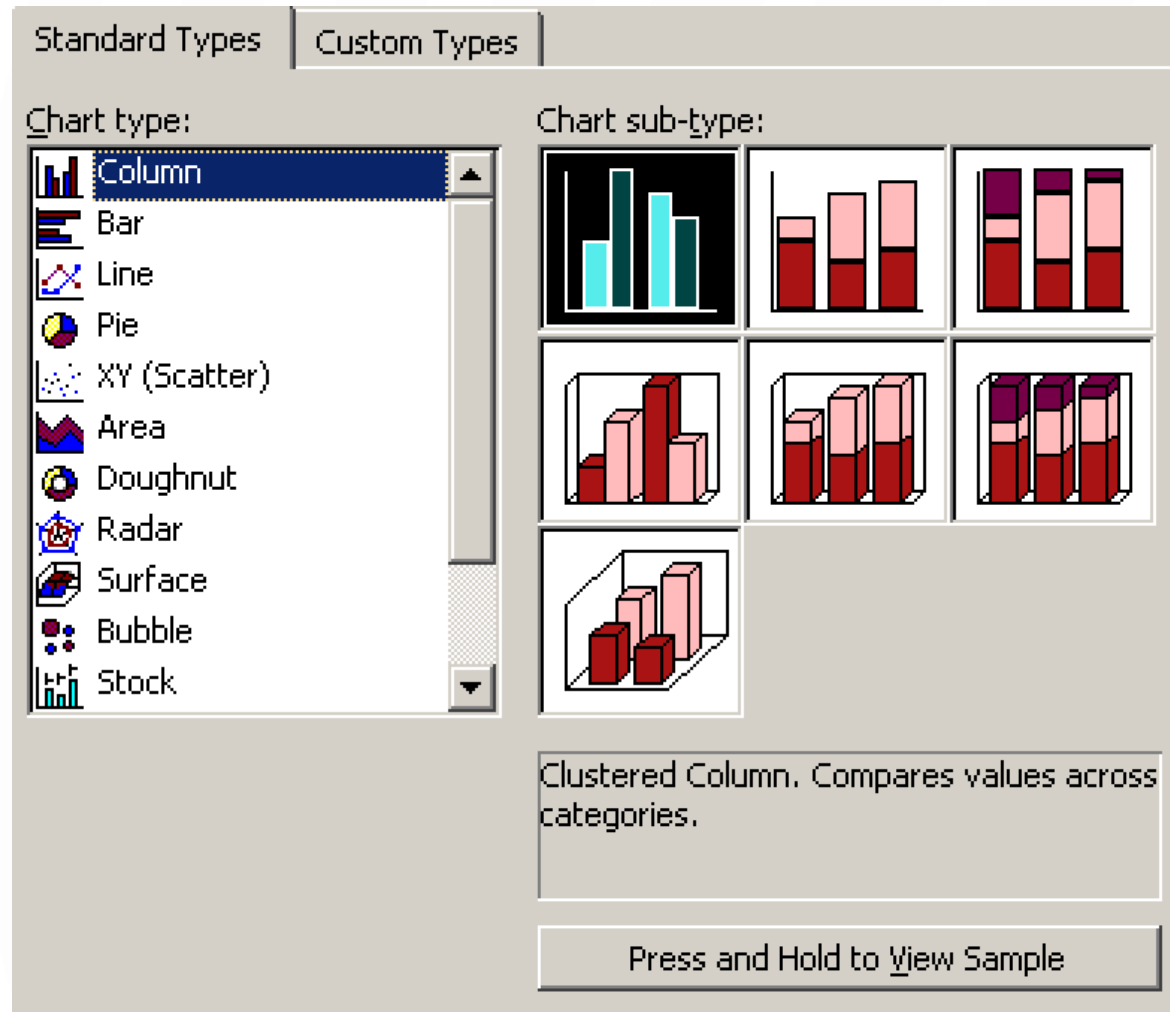 Standard Types
Custom Types
Chart type:
Column
Bar
Line
Pie
XY (Scatter)
Area
Doughnut
Radar
Surface
Bubble
Stock
Chart sub-type:
Clustered Column. Compares values across
categories.
Press and Hold to View Sample